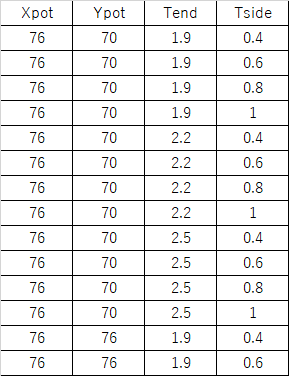 Xpot Ypot Tend Tside
76 70 1.9 0.4
76 70 1.9 0.6
76 70 1.9 0.8
76 70 1.9 1
76 70 2.2 0.4
76 70 2.2 0.6
76 70 2.2 0.8
76 70 2.2 1
76 70 2.5 0.4
76 70 2.5 0.6
76 70 2.5 0.8
76 70 2.5 1
76 76 1.9 0.4
76 76 1.9 0.6